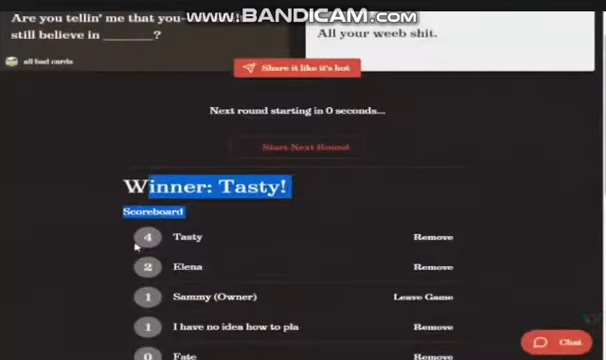 www.BANDICAM.com
Are you tellin' me that you
still believe in ________?
all bad cards
All your weeb shit.
Share it like it's hot
Next round starting in 0 seconds...
Start Next Round
Winner: Tasty!
Scoreboard
4 Tasty Remove
2 Elena Remove
1 Sammy (Owner) Leave Game
1 I have no idea how to pla Remove
0 Fate Remove
Chat